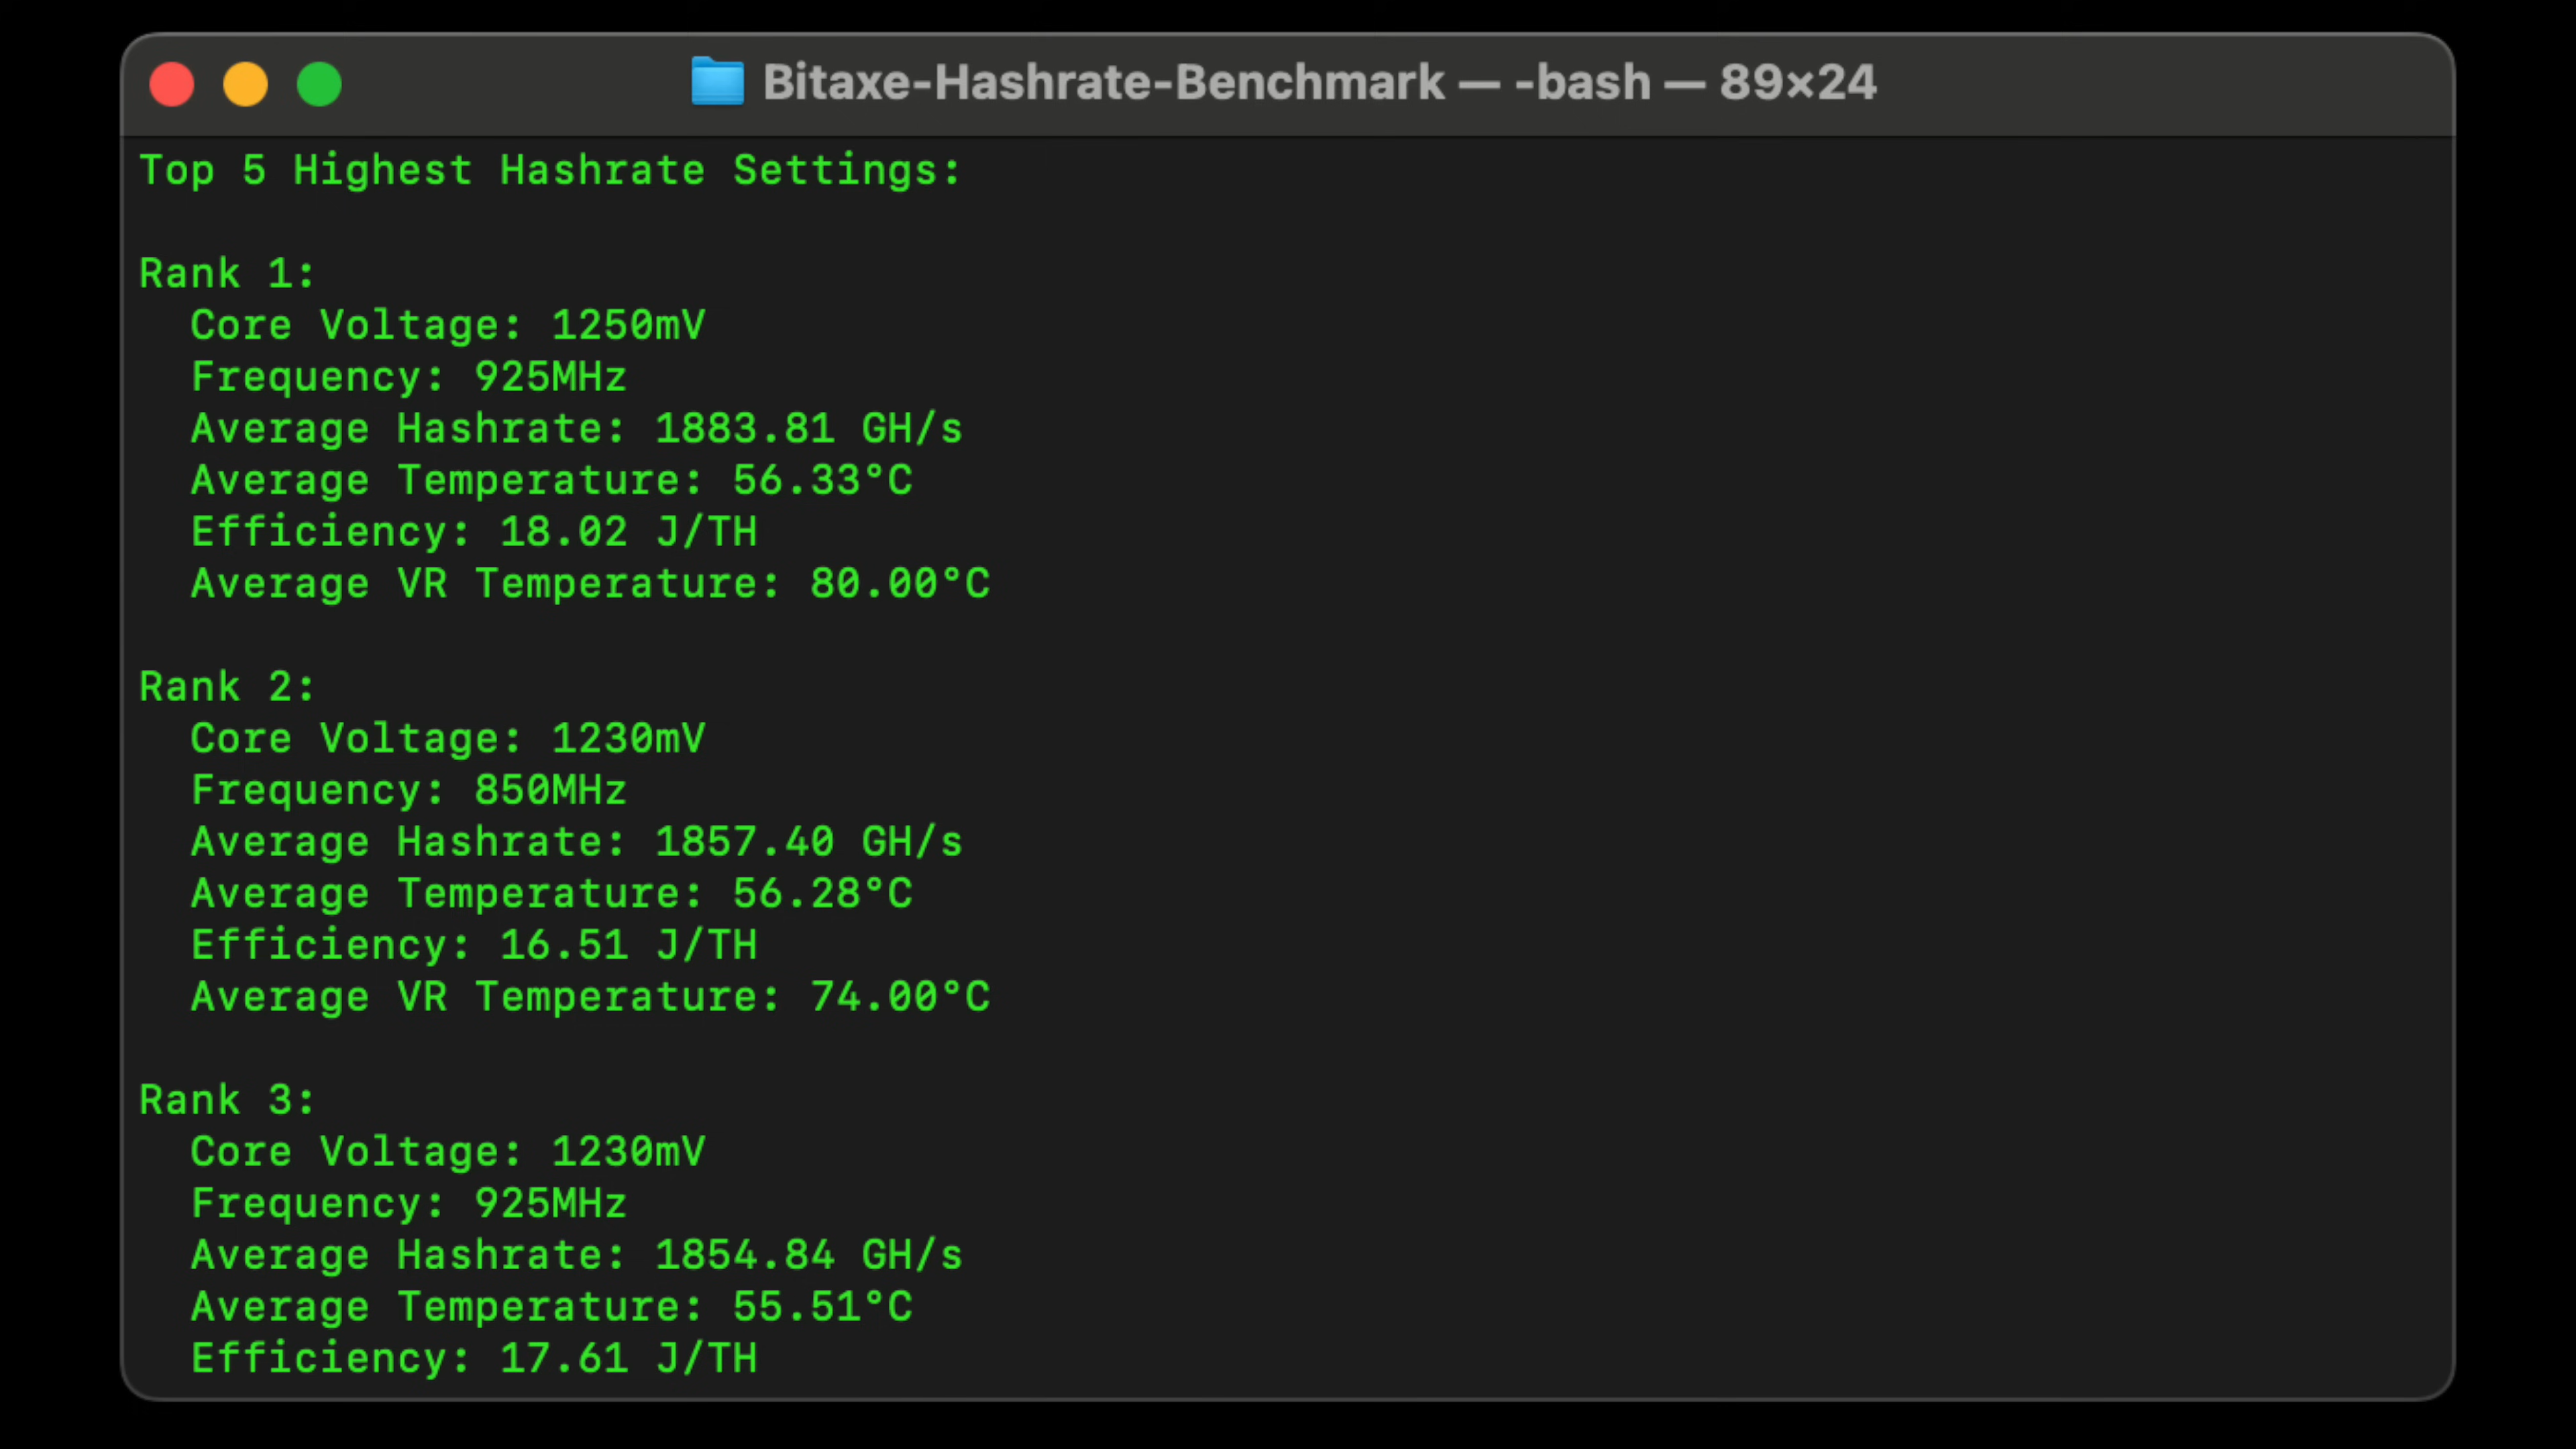 Bitaxe-Hashrate-Benchmark — -bash — 89×24
Top 5 Highest Hashrate Settings:
Rank 1:
Core Voltage: 1250mV
Frequency: 925MHz
Average Hashrate: 1883.81 GH/s
Average Temperature: 56.33°C
Efficiency: 18.02 J/TH
Average VR Temperature: 80.00°C
Rank 2:
Core Voltage: 1230mV
Frequency: 850MHz
Average Hashrate: 1857.40 GH/s
Average Temperature: 56.28°C
Efficiency: 16.51 J/TH
Average VR Temperature: 74.00°C
Rank 3:
Core Voltage: 1230mV
Frequency: 925MHz
Average Hashrate: 1854.84 GH/s
Average Temperature: 55.51°C
Efficiency: 17.61 J/TH